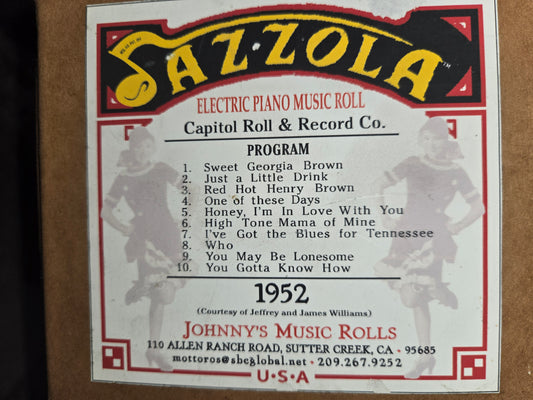 JAZZOLA
ELECTRIC PIANO MUSIC ROLL
Capitol Roll & Record Co.
PROGRAM
1. Sweet Georgia Brown
2. Just a Little Drink
3. Red Hot Henry Brown
4. One of these Days
5. Honey, I'm In Love With You
6. High Tone Mama of Mine
7. I've Got the Blues for Tennessee
8. Who
9. You May Be Lonesome
10. You Gotta Know How
1952
(Courtesy of Jeffrey and James Williams)
JOHNNY'S MUSIC ROLLS
110 ALLEN RANCH ROAD, SUTTER CREEK, CA • 95685
mottoros@sbcglobal.net • 209.267.9252
U•S•A